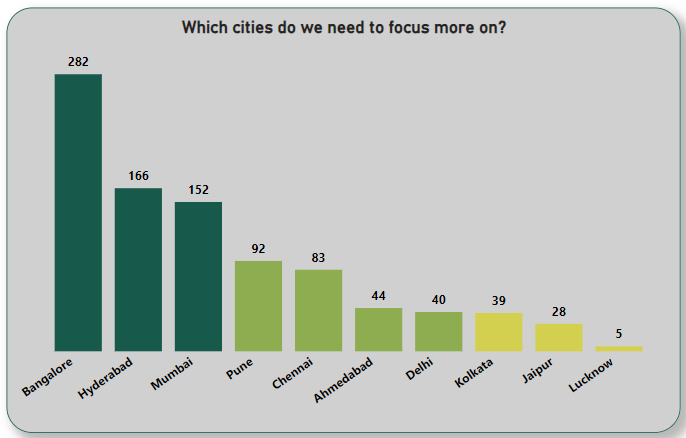 Which cities do we need to focus more on?
282
166
152
92
83
44
40
39
28
5
Bangalore
Hyderabad
Mumbai
Pune
Chennai
Ahmedabad
Delhi
Kolkata
Jaipur
Lucknow